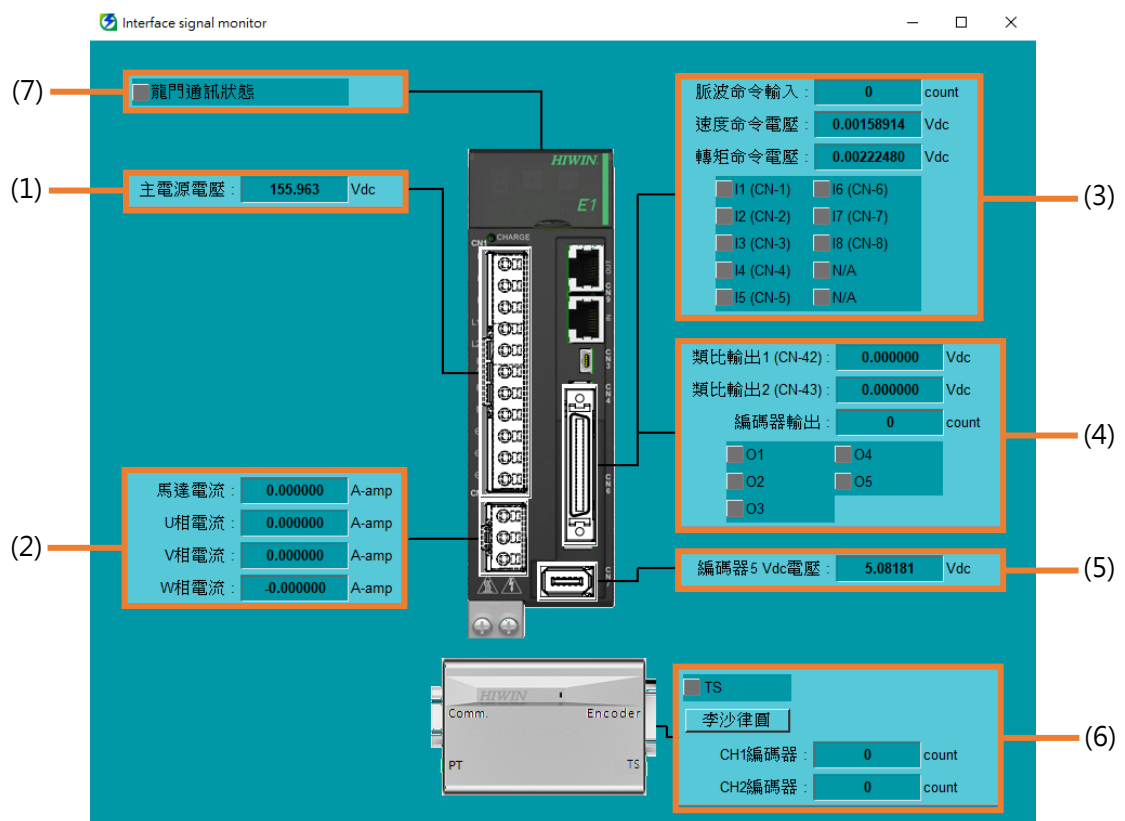 Interface signal monitor
(7)
龍門通訊狀態
(1)
主電源電壓 : 155.963 Vdc
(3)
脈波命令輸入 : 0 count
速度命令電壓 : 0.00158914 Vdc
轉矩命令電壓 : 0.00222480 Vdc
I1 (CN-1) I6 (CN-6)
I2 (CN-2) I7 (CN-7)
I3 (CN-3) I8 (CN-8)
I4 (CN-4) N/A
I5 (CN-5) N/A
HIWIN.
E1
CHARGE
CN1
CN9
IN
CN3
CN4
CN6
(4)
類比輸出1 (CN-42) : 0.000000 Vdc
類比輸出2 (CN-43) : 0.000000 Vdc
編碼器輸出 : 0 count
O1 O4
O2 O5
O3
(2)
馬達電流 : 0.000000 A-amp
U相電流 : 0.000000 A-amp
V相電流 : 0.000000 A-amp
W相電流 : -0.000000 A-amp
(5)
編碼器5 Vdc電壓 : 5.08181 Vdc
HIWIN
Comm. Encoder
PT TS
(6)
TS
李沙律圓
CH1編碼器 : 0 count
CH2編碼器 : 0 count